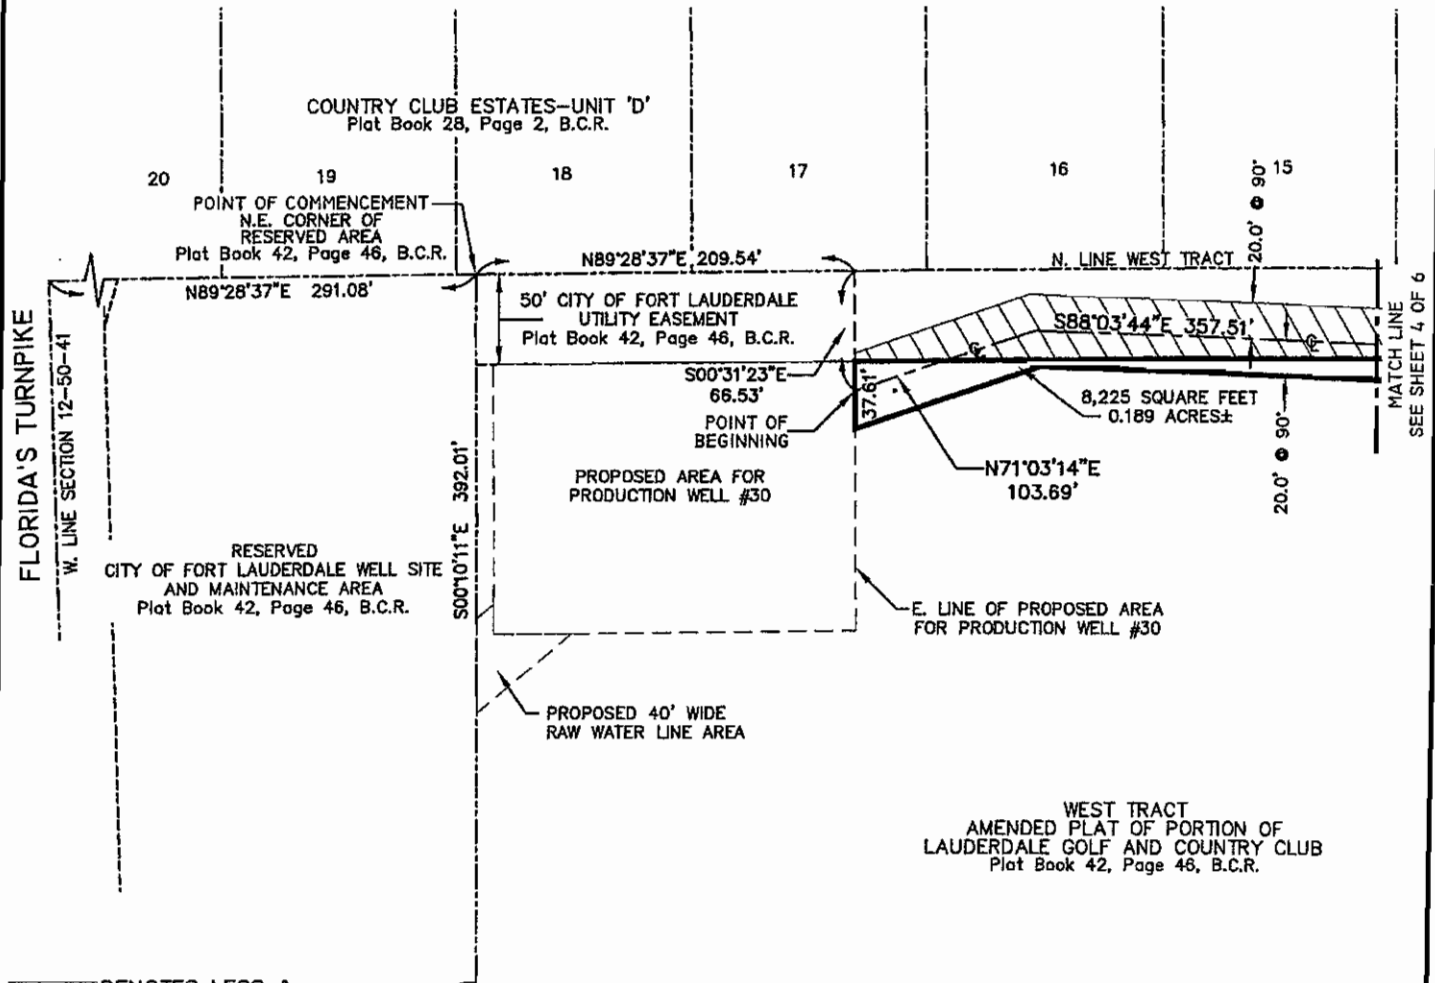 COUNTRY CLUB ESTATES-UNIT 'D'
Plat Book 28, Page 2, B.C.R.
20
19
18
17
16
15
POINT OF COMMENCEMENT
N.E. CORNER OF
RESERVED AREA
Plat Book 42, Page 46, B.C.R.
20.0' @ 90°
N89°28'37"E 209.54'
N. LINE WEST TRACT
N89°28'37"E 291.08'
50' CITY OF FORT LAUDERDALE
UTILITY EASEMENT
Plat Book 42, Page 46, B.C.R.
S88°03'44"E 357.51'
MATCH LINE
SEE SHEET 4 OF 6
FLORIDA'S TURNPIKE
W. LINE SECTION 12-50-41
S00°31'23"E
66.53'
37.61'
POINT OF
BEGINNING
8,225 SQUARE FEET
0.189 ACRES±
20.0' @ 90°
N71°03'14"E
103.69'
PROPOSED AREA FOR
PRODUCTION WELL #30
S00°10'11"E 392.01'
RESERVED
CITY OF FORT LAUDERDALE WELL SITE
AND MAINTENANCE AREA
Plat Book 42, Page 46, B.C.R.
E. LINE OF PROPOSED AREA
FOR PRODUCTION WELL #30
PROPOSED 40' WIDE
RAW WATER LINE AREA
WEST TRACT
AMENDED PLAT OF PORTION OF
LAUDERDALE GOLF AND COUNTRY CLUB
Plat Book 42, Page 46, B.C.R.
DENOTES LESS A